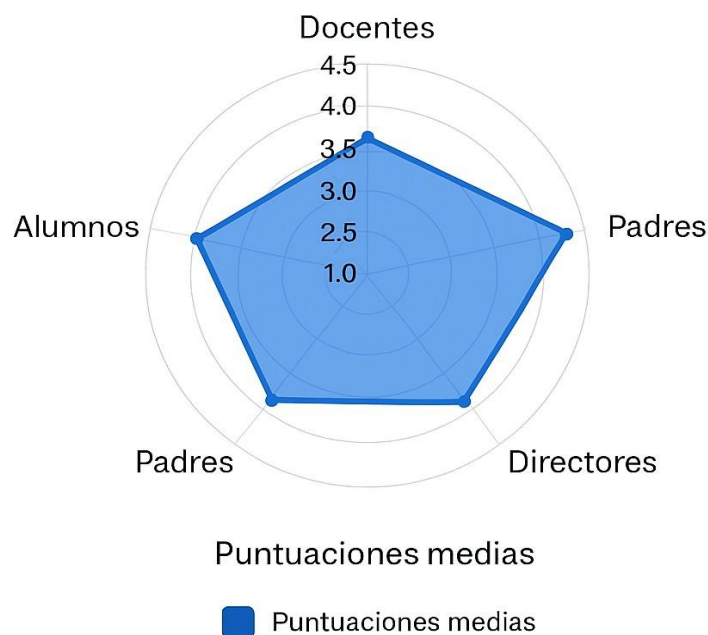 Docentes
4.5
4.0
3.5
3.0
2.5
1.0
Alumnos
Padres
Padres
Directores
Puntuaciones medias
Puntuaciones medias